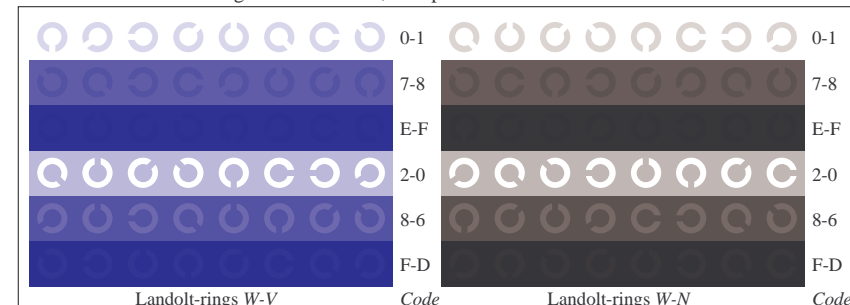 0-1 0-1
7-8 7-8
E-F E-F
2-0 2-0
8-6 8-6
F-D F-D
Landolt-rings W-V Code Landolt-rings W-N Code